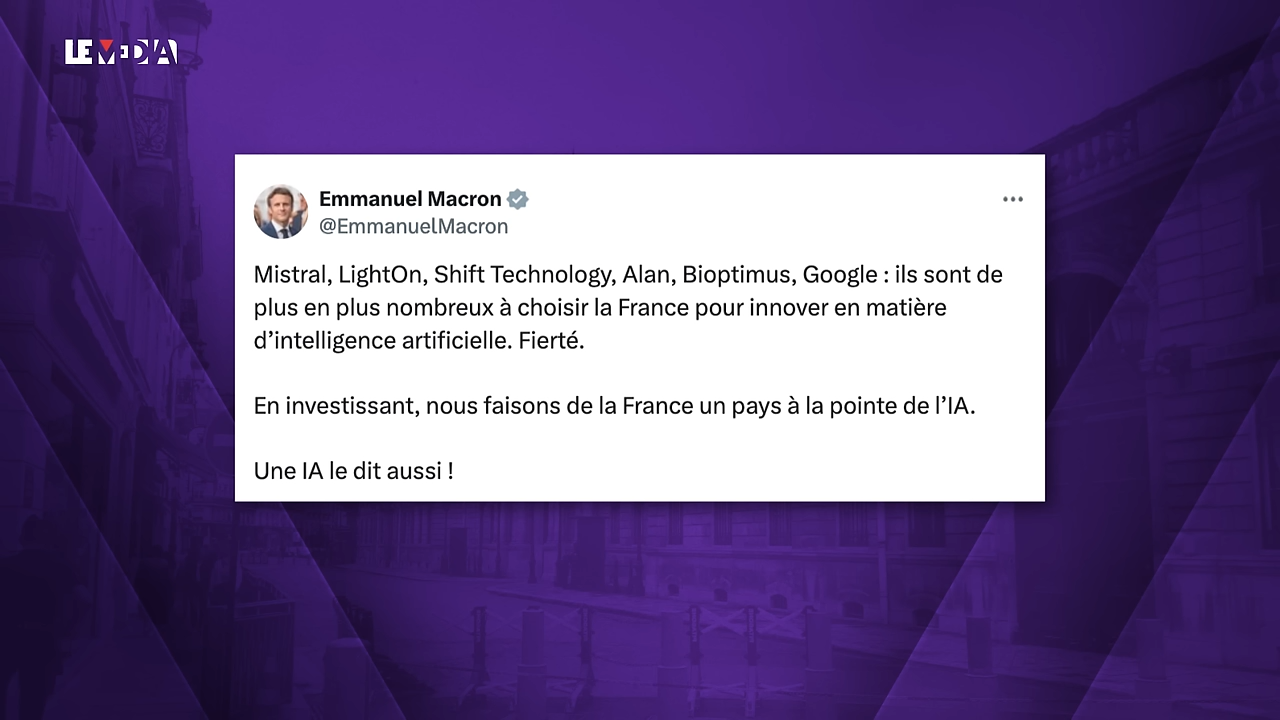 LE MEDIA
Emmanuel Macron
@EmmanuelMacron
Mistral, LightOn, Shift Technology, Alan, Bioptimus, Google : ils sont de
plus en plus nombreux à choisir la France pour innover en matière
d’intelligence artificielle. Fierté.
En investissant, nous faisons de la France un pays à la pointe de l’IA.
Une IA le dit aussi !